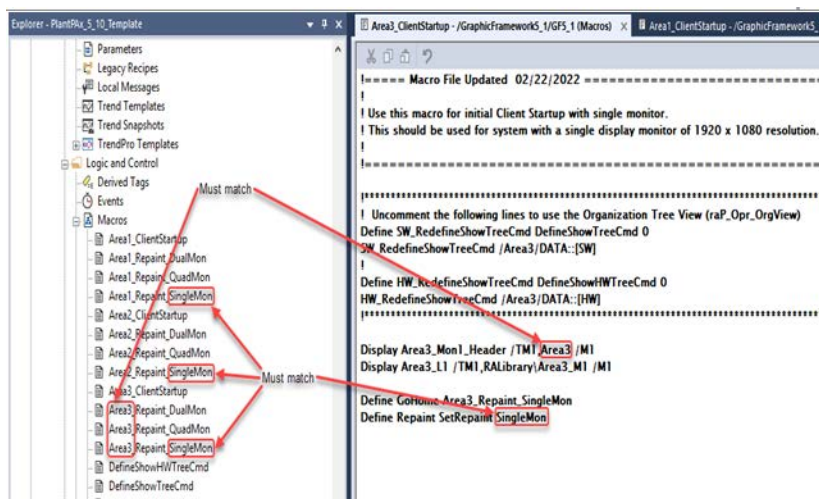 Explorer - PlantPAx_5_10_Template
Parameters
Legacy Recipes
Local Messages
Trend Templates
Trend Snapshots
TrendPro Templates
Logic and Control
Derived Tags
Events
Macros
Area1_ClientStartup
Area1_Repaint_DualMon
Area1_Repaint_QuadMon
Area1_Repaint_SingleMon
Area2_ClientStartup
Area2_Repaint_DualMon
Area2_Repaint_QuadMon
Area2_Repaint_SingleMon
Area3_ClientStartup
Area3_Repaint_DualMon
Area3_Repaint_QuadMon
Area3_Repaint_SingleMon
DefineShowHWTreeCmd
DefineShowTreeCmd
Must match
Must match
Area3_ClientStartup - /GraphicFramework5_1/GF5_1 (Macros) X
Area1_ClientStartup - /GraphicFramework5_
!===== Macro File Updated 02/22/2022 =============================
!
! Use this macro for initial Client Startup with single monitor.
! This should be used for system with a single display monitor of 1920 x 1080 resolution.
!
!==================================================
!**************************************************
! Uncomment the following lines to use the Organization Tree View (raP_Opr_OrgView)
Define SW_RedefineShowTreeCmd DefineShowTreeCmd 0
SW_RedefineShowTreeCmd /Area3/DATA::[SW]
!
Define HW_RedefineShowTreeCmd DefineShowHWTreeCmd 0
HW_RedefineShowTreeCmd /Area3/DATA::[HW]
!**************************************************
Display Area3_Mon1_Header /TM1,Area3 /M1
Display Area3_L1 /TM1,RALibrary\Area3_M1 /M1
Define GoHome Area3_Repaint_SingleMon
Define Repaint SetRepaint SingleMon